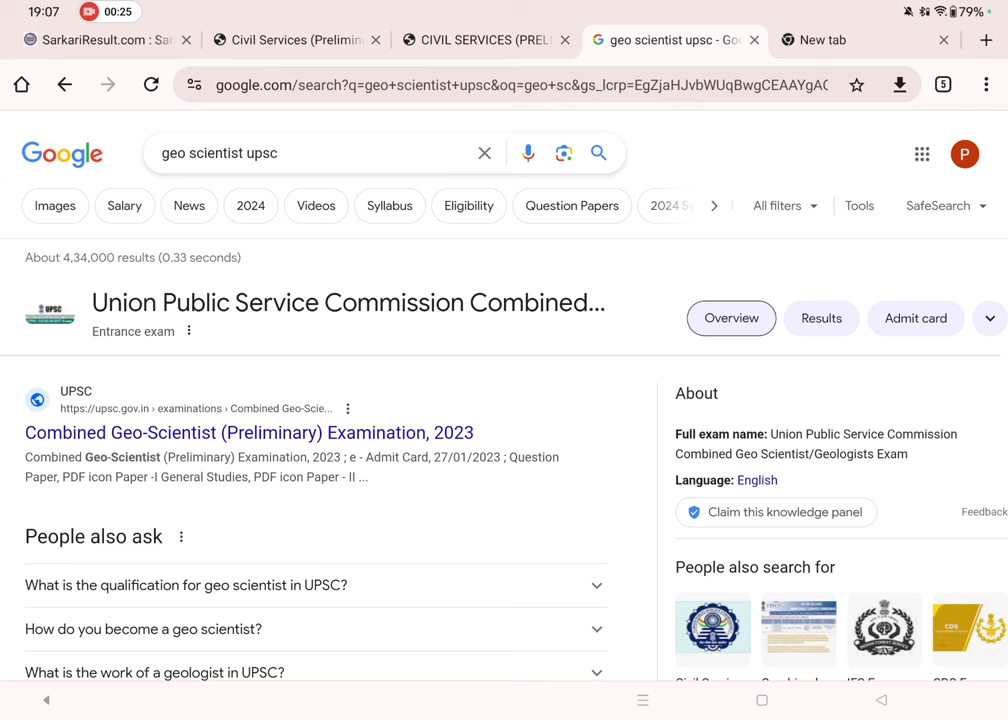 19:07
00:25
79%
SarkariResult.com : Sar
Civil Services (Prelimin
CIVIL SERVICES (PREL
geo scientist upsc - Goo
New tab
google.com/search?q=geo+scientist+upsc&oq=geo+sc&gs_lcrp=EgZjaHJvbWUqBwgCEAAYgAQ
5
Google
geo scientist upsc
P
Images
Salary
News
2024
Videos
Syllabus
Eligibility
Question Papers
2024 Sy
All filters
Tools
SafeSearch
About 4,34,000 results (0.33 seconds)
UPSC
Union Public Service Commission Combined...
Entrance exam
Overview
Results
Admit card
UPSC
https://upsc.gov.in › examinations › Combined Geo-Scie...
Combined Geo-Scientist (Preliminary) Examination, 2023
Combined Geo-Scientist (Preliminary) Examination, 2023 ; e - Admit Card, 27/01/2023 ; Question
Paper, PDF icon Paper -I General Studies, PDF icon Paper - II ...
People also ask
What is the qualification for geo scientist in UPSC?
How do you become a geo scientist?
What is the work of a geologist in UPSC?
About
Full exam name: Union Public Service Commission
Combined Geo Scientist/Geologists Exam
Language: English
Claim this knowledge panel
Feedback
People also search for
CDS